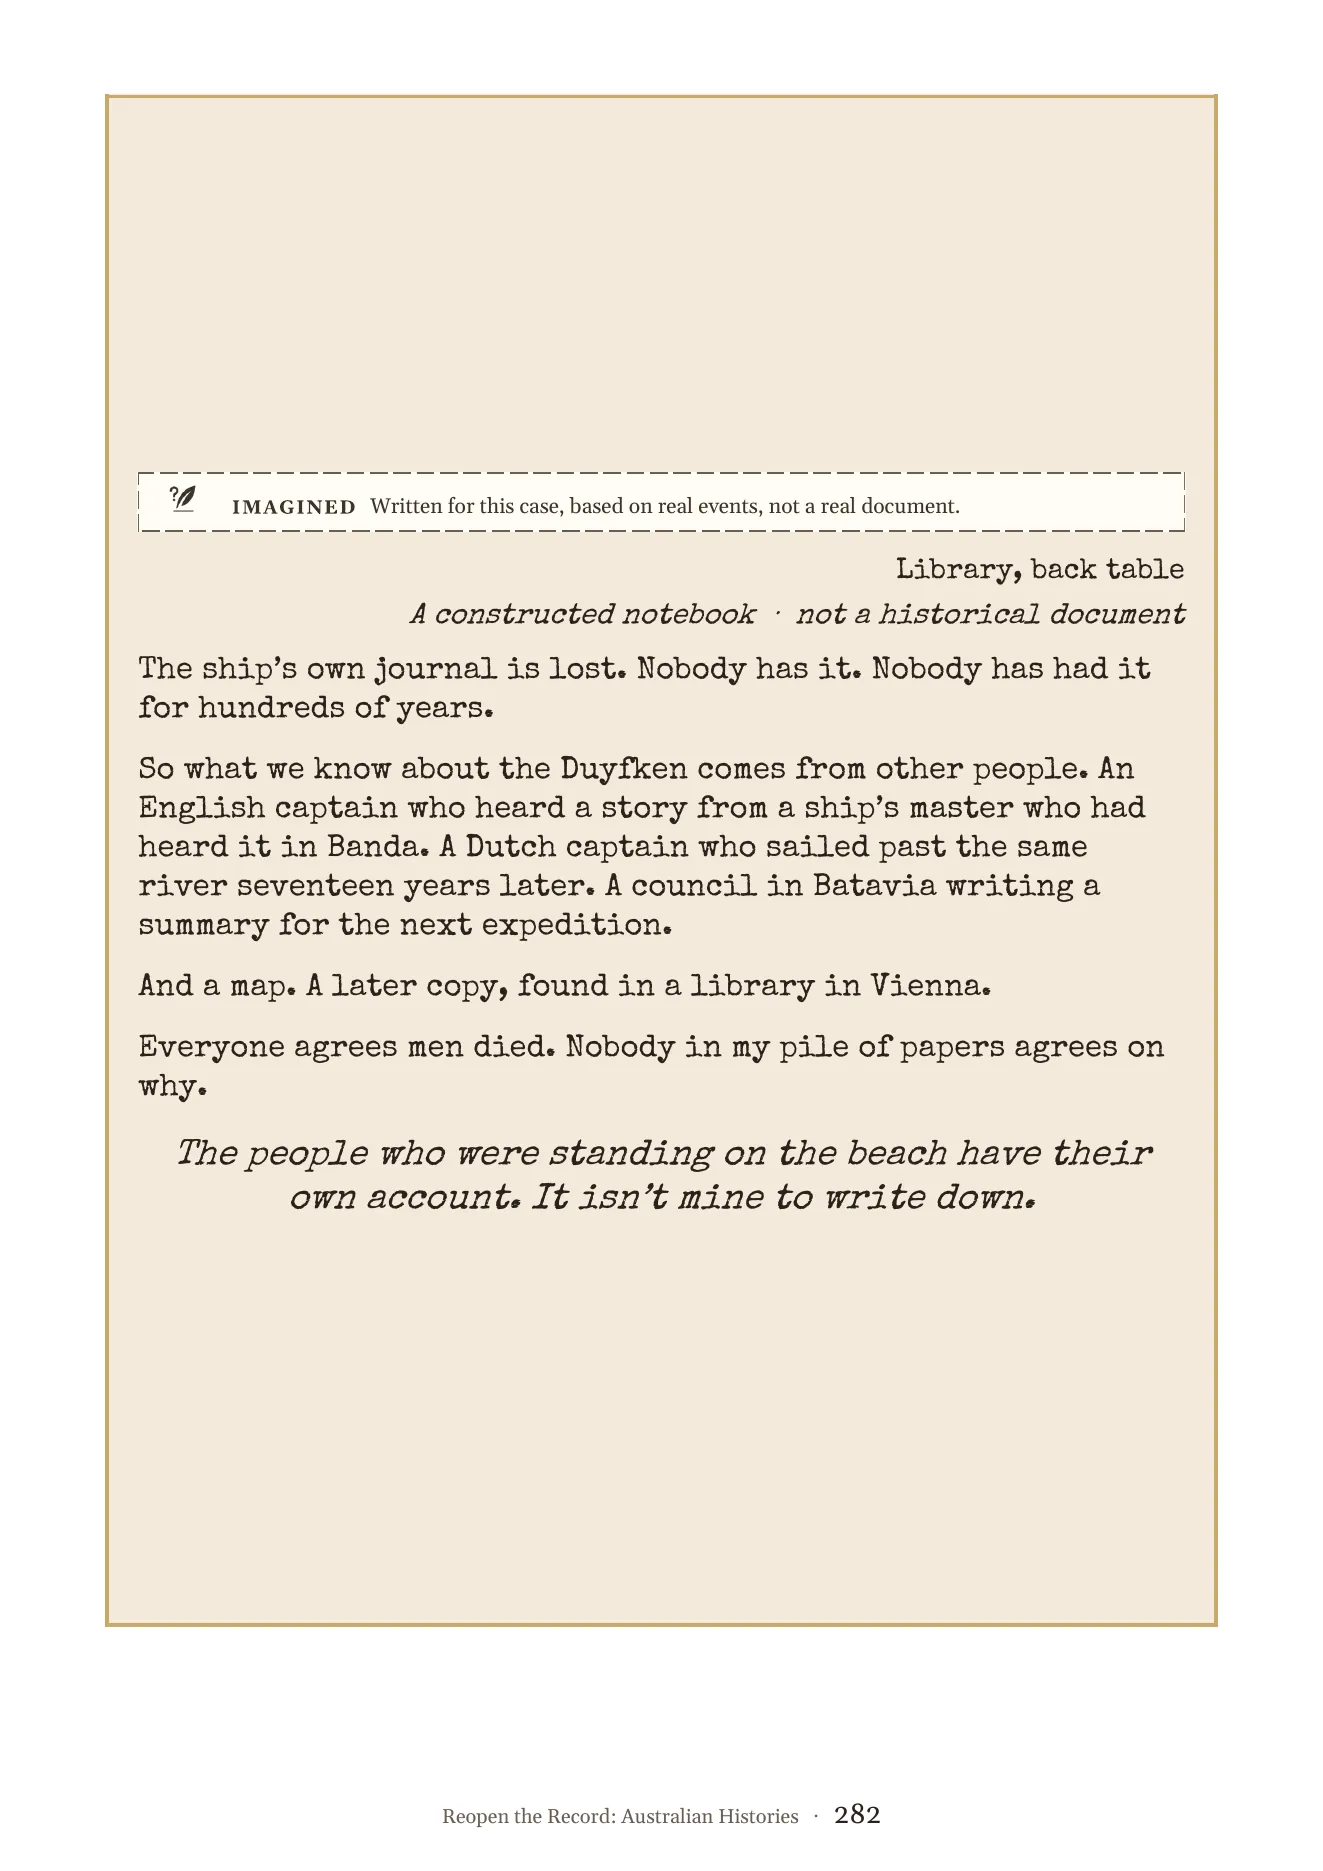 IMAGINED Written for this case, based on real events, not a real document.
Library, back table
A constructed notebook · not a historical document
The ship’s own journal is lost. Nobody has it. Nobody has had it
for hundreds of years.
So what we know about the Duyfken comes from other people. An
English captain who heard a story from a ship’s master who had
heard it in Banda. A Dutch captain who sailed past the same
river seventeen years later. A council in Batavia writing a
summary for the next expedition.
And a map. A later copy, found in a library in Vienna.
Everyone agrees men died. Nobody in my pile of papers agrees on
why.
The people who were standing on the beach have their
own account. It isn’t mine to write down.
Reopen the Record: Australian Histories · 282